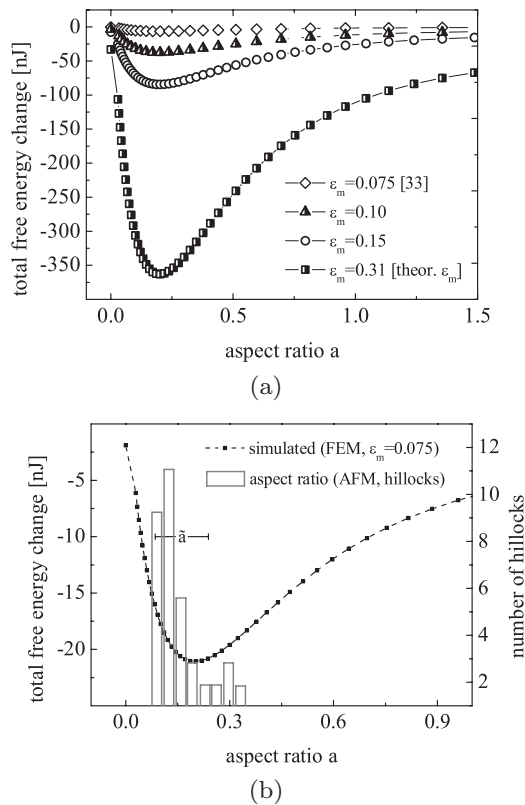 0
-50
-100
-150
-200
-250
-300
-350
total free energy change [nJ]
εm=0.075 [33]
εm=0.10
εm=0.15
εm=0.31 [theor. εm]
0.0 0.5 1.0 1.5
aspect ratio a
(a)
simulated (FEM, εm=0.075)
aspect ratio (AFM, hillocks)
ã
-5
-10
-15
-20
total free energy change [nJ]
12
10
8
6
4
2
number of hillocks
0.0 0.3 0.6 0.9
aspect ratio a
(b)